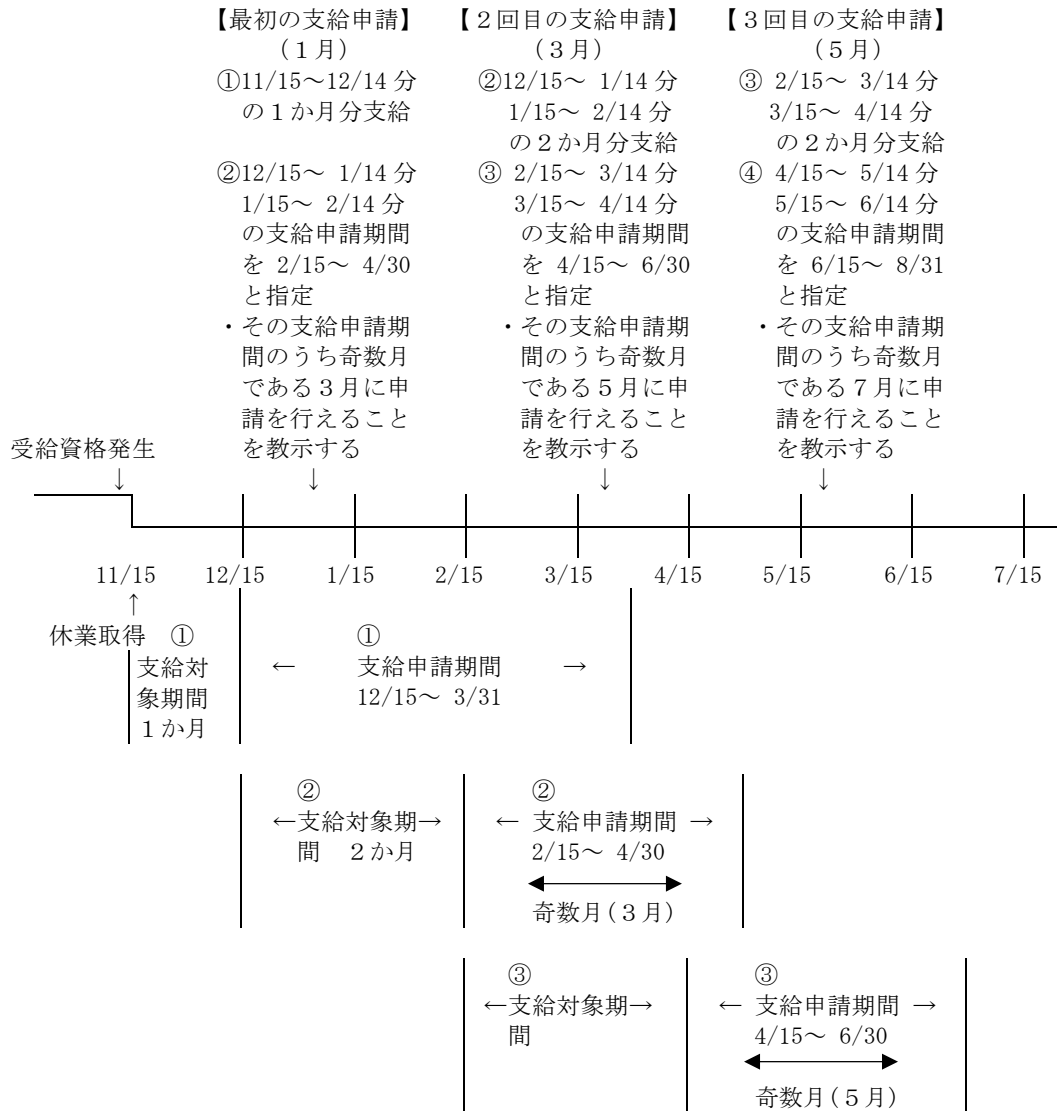 【最初の支給申請】
(1月)
①11/15～12/14 分
の1か月分支給
②12/15～ 1/14 分
1/15～ 2/14 分
の支給申請期間
を 2/15～ 4/30
と指定
・その支給申請期
間のうち奇数月
である3月に申
請を行えること
を教示する
↓
【2回目の支給申請】
(3月)
②12/15～ 1/14 分
1/15～ 2/14 分
の2か月分支給
③ 2/15～ 3/14 分
3/15～ 4/14 分
の支給申請期間
を 4/15～ 6/30
と指定
・その支給申請期
間のうち奇数月
である5月に申
請を行えること
を教示する
↓
【3回目の支給申請】
(5月)
③ 2/15～ 3/14 分
3/15～ 4/14 分
の2か月分支給
④ 4/15～ 5/14 分
5/15～ 6/14 分
の支給申請期間
を 6/15～ 8/31
と指定
・その支給申請期
間のうち奇数月
である7月に申
請を行えること
を教示する
↓
受給資格発生
↓
11/15 12/15 1/15 2/15 3/15 4/15 5/15 6/15 7/15
↑
休業取得
①
支給対
象期間
1か月
①
← 支給申請期間 →
12/15～ 3/31
②
←支給対象期→
間 2か月
②
← 支給申請期間 →
2/15～ 4/30
奇数月(3月)
③
←支給対象期→
間
③
← 支給申請期間 →
4/15～ 6/30
奇数月(5月)